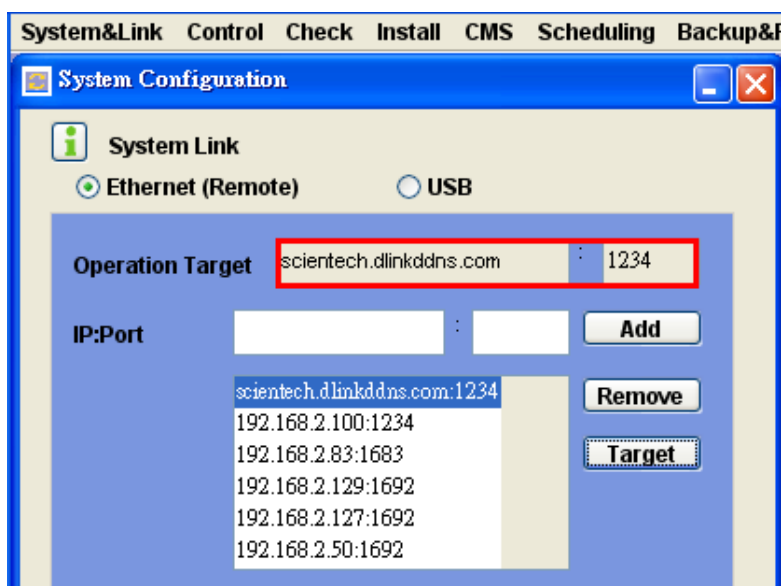 System&Link Control Check Install CMS Scheduling Backup&
System Configuration
System Link
Ethernet (Remote) USB
Operation Target scientech.dlinkddns.com : 1234
IP:Port : Add
scientech.dlinkddns.com:1234 Remove
192.168.2.100:1234
192.168.2.83:1683 Target
192.168.2.129:1692
192.168.2.127:1692
192.168.2.50:1692